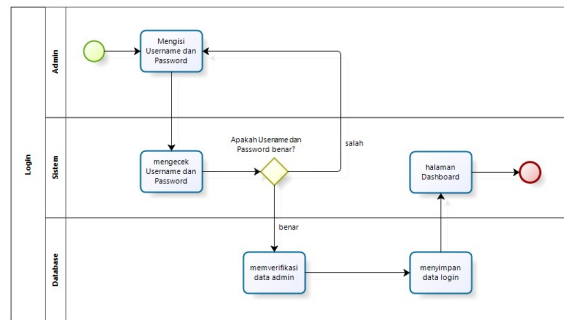 Login
Admin
Mengisi
Username dan
Password
Sistem
mengecek
Username dan
Password
Apakah Username dan
Password benar?
salah
halaman
Dashboard
Database
benar
memverifikasi
data admin
menyimpan
data login